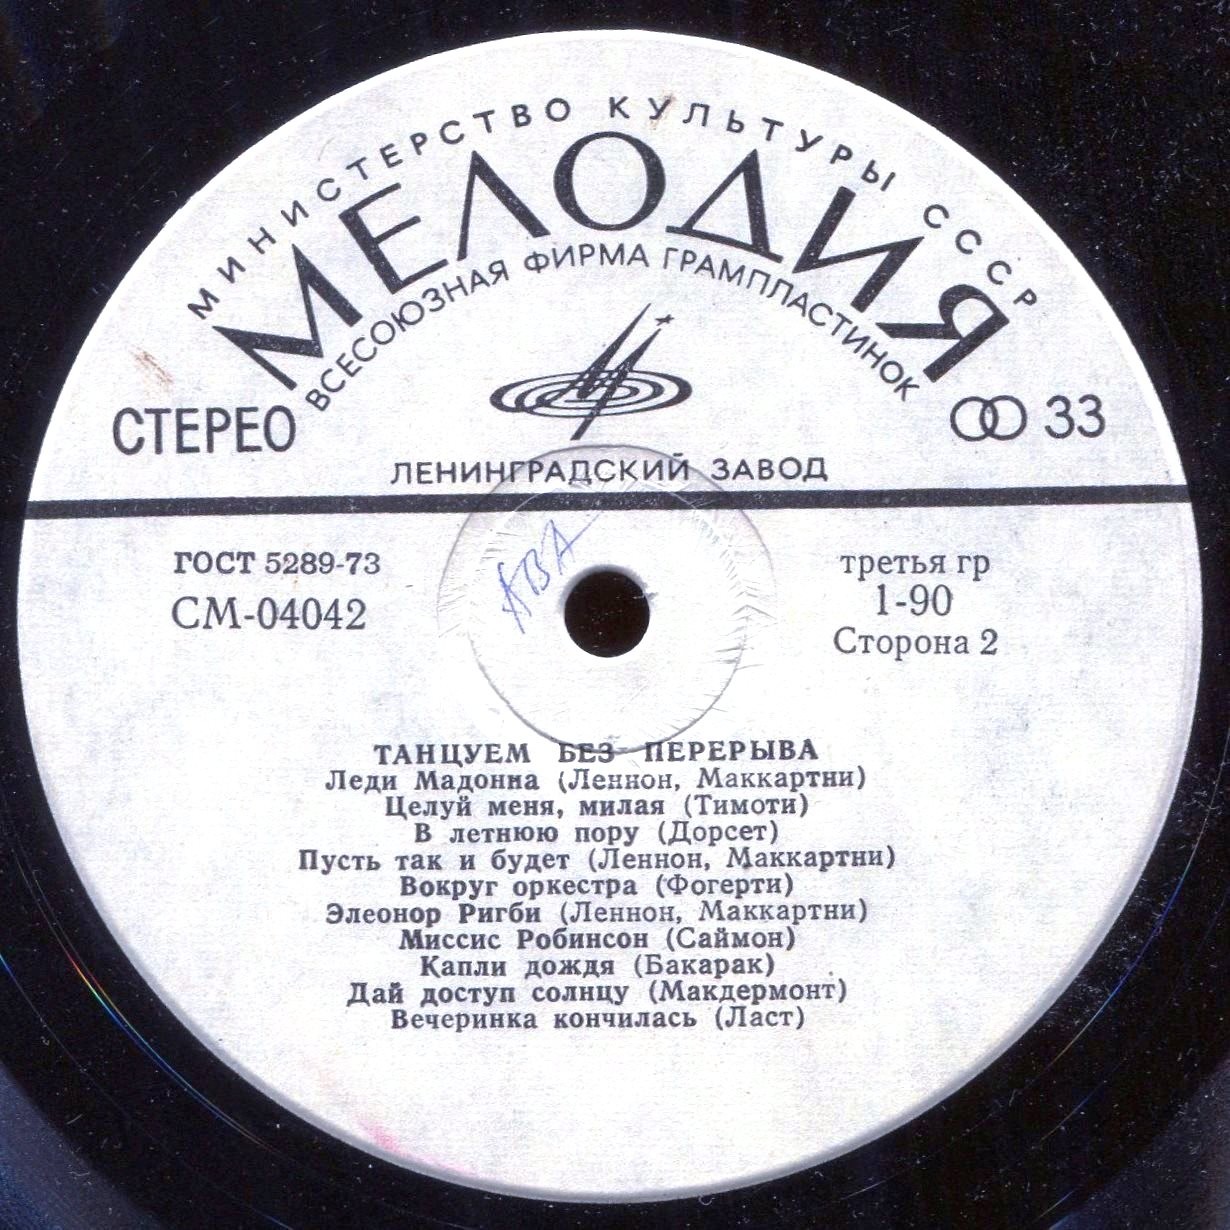 МИНИСТЕРСТВО КУЛЬТУРЫ СССР
МЕЛОДИЯ
ВСЕСОЮЗНАЯ ФИРМА ГРАМПЛАСТИНОК
СТЕРЕО
33
ЛЕНИНГРАДСКИЙ ЗАВОД
ГОСТ 5289-73
СМ-04042
АВА
третья гр
1-90
Сторона 2
ТАНЦУЕМ БЕЗ ПЕРЕРЫВА
Леди Мадонна (Леннон, Маккартни)
Целуй меня, милая (Тимоти)
В летнюю пору (Дорсет)
Пусть так и будет (Леннон, Маккартни)
Вокруг оркестра (Фогерти)
Элеонор Ригби (Леннон, Маккартни)
Миссис Робинсон (Саймон)
Капли дождя (Бакарак)
Дай доступ солнцу (Макдермонт)
Вечеринка кончилась (Ласт)